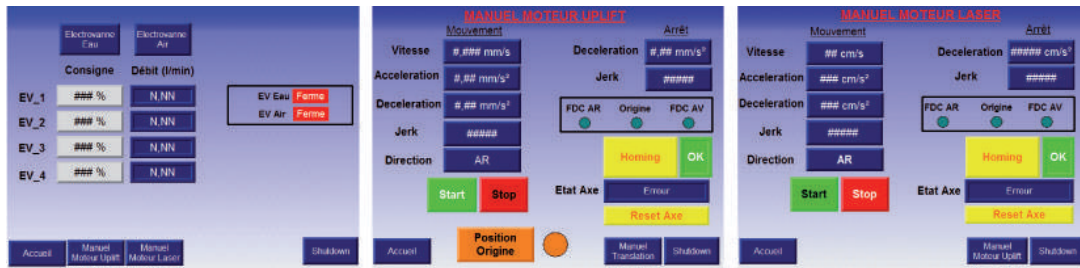 Electrovanne
Eau
Electrovanne
Air
Consigne
Débit (l/min)
EV_1
### %
N,NN
EV_2
### %
N,NN
EV_3
### %
N,NN
EV_4
### %
N,NN
EV Eau
Ferme
EV Air
Ferme
Accueil
Manuel
Moteur Uplift
Manuel
Moteur Laser
Shutdown
MANUEL MOTEUR UPLIFT
Mouvement
Arrêt
Vitesse
#,### mm/s
Deceleration
#,## mm/s²
Acceleration
#,## mm/s²
Jerk
#####
Deceleration
#,## mm/s²
FDC AR
Origine
FDC AV
Jerk
#####
Direction
AR
Homing
OK
Start
Stop
Etat Axe
Erreur
Reset Axe
Accueil
Position
Origine
Manuel
Translation
Shutdown
MANUEL MOTEUR LASER
Mouvement
Arrêt
Vitesse
## cm/s
Deceleration
##### cm/s²
Acceleration
### cm/s²
Jerk
#####
Deceleration
### cm/s²
FDC AR
Origine
FDC AV
Jerk
#####
Direction
AR
Homing
OK
Start
Stop
Etat Axe
Erreur
Reset Axe
Accueil
Manuel
Moteur Uplift
Shutdown